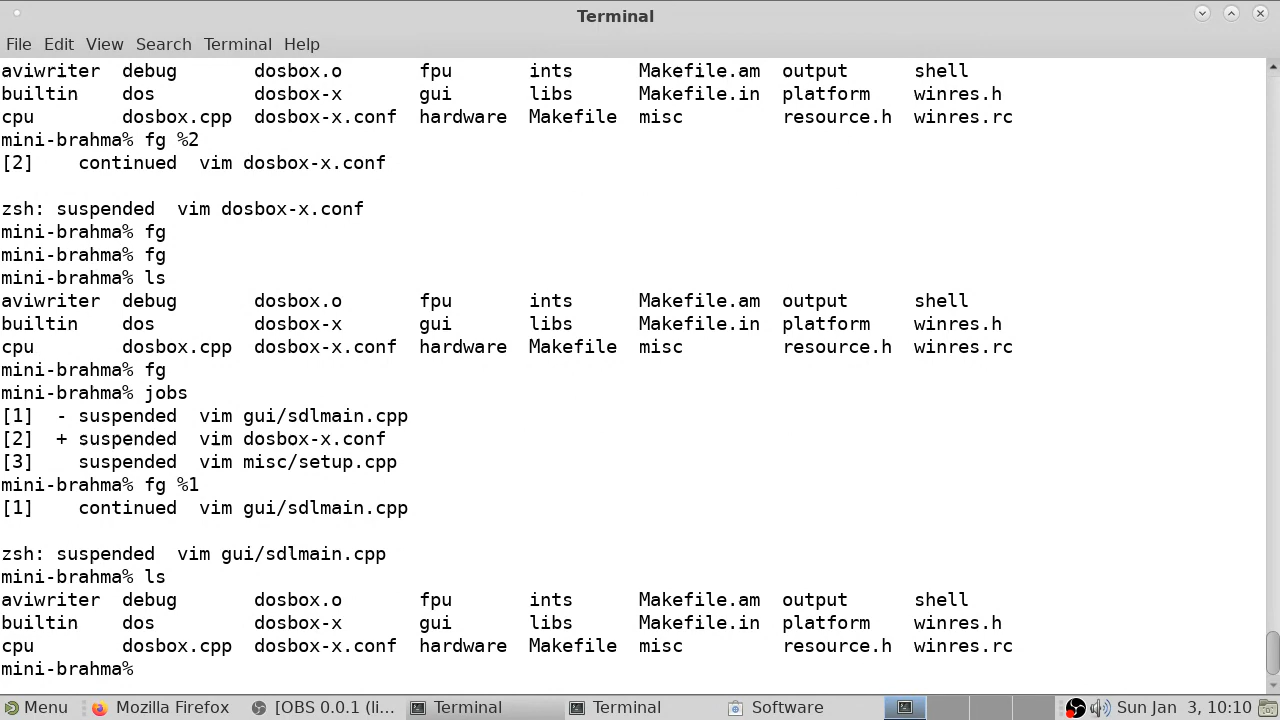 Terminal
File Edit View Search Terminal Help
aviwriter debug dosbox.o fpu ints Makefile.am output shell
builtin dos dosbox-x gui libs Makefile.in platform winres.h
cpu dosbox.cpp dosbox-x.conf hardware Makefile misc resource.h winres.rc
mini-brahma% fg %2
[2] continued vim dosbox-x.conf
zsh: suspended vim dosbox-x.conf
mini-brahma% fg
mini-brahma% fg
mini-brahma% ls
aviwriter debug dosbox.o fpu ints Makefile.am output shell
builtin dos dosbox-x gui libs Makefile.in platform winres.h
cpu dosbox.cpp dosbox-x.conf hardware Makefile misc resource.h winres.rc
mini-brahma% fg
mini-brahma% jobs
[1] - suspended vim gui/sdlmain.cpp
[2] + suspended vim dosbox-x.conf
[3] suspended vim misc/setup.cpp
mini-brahma% fg %1
[1] continued vim gui/sdlmain.cpp
zsh: suspended vim gui/sdlmain.cpp
mini-brahma% ls
aviwriter debug dosbox.o fpu ints Makefile.am output shell
builtin dos dosbox-x gui libs Makefile.in platform winres.h
cpu dosbox.cpp dosbox-x.conf hardware Makefile misc resource.h winres.rc
mini-brahma%
Menu Mozilla Firefox [OBS 0.0.1 (li... Terminal Terminal Software Sun Jan 3, 10:10